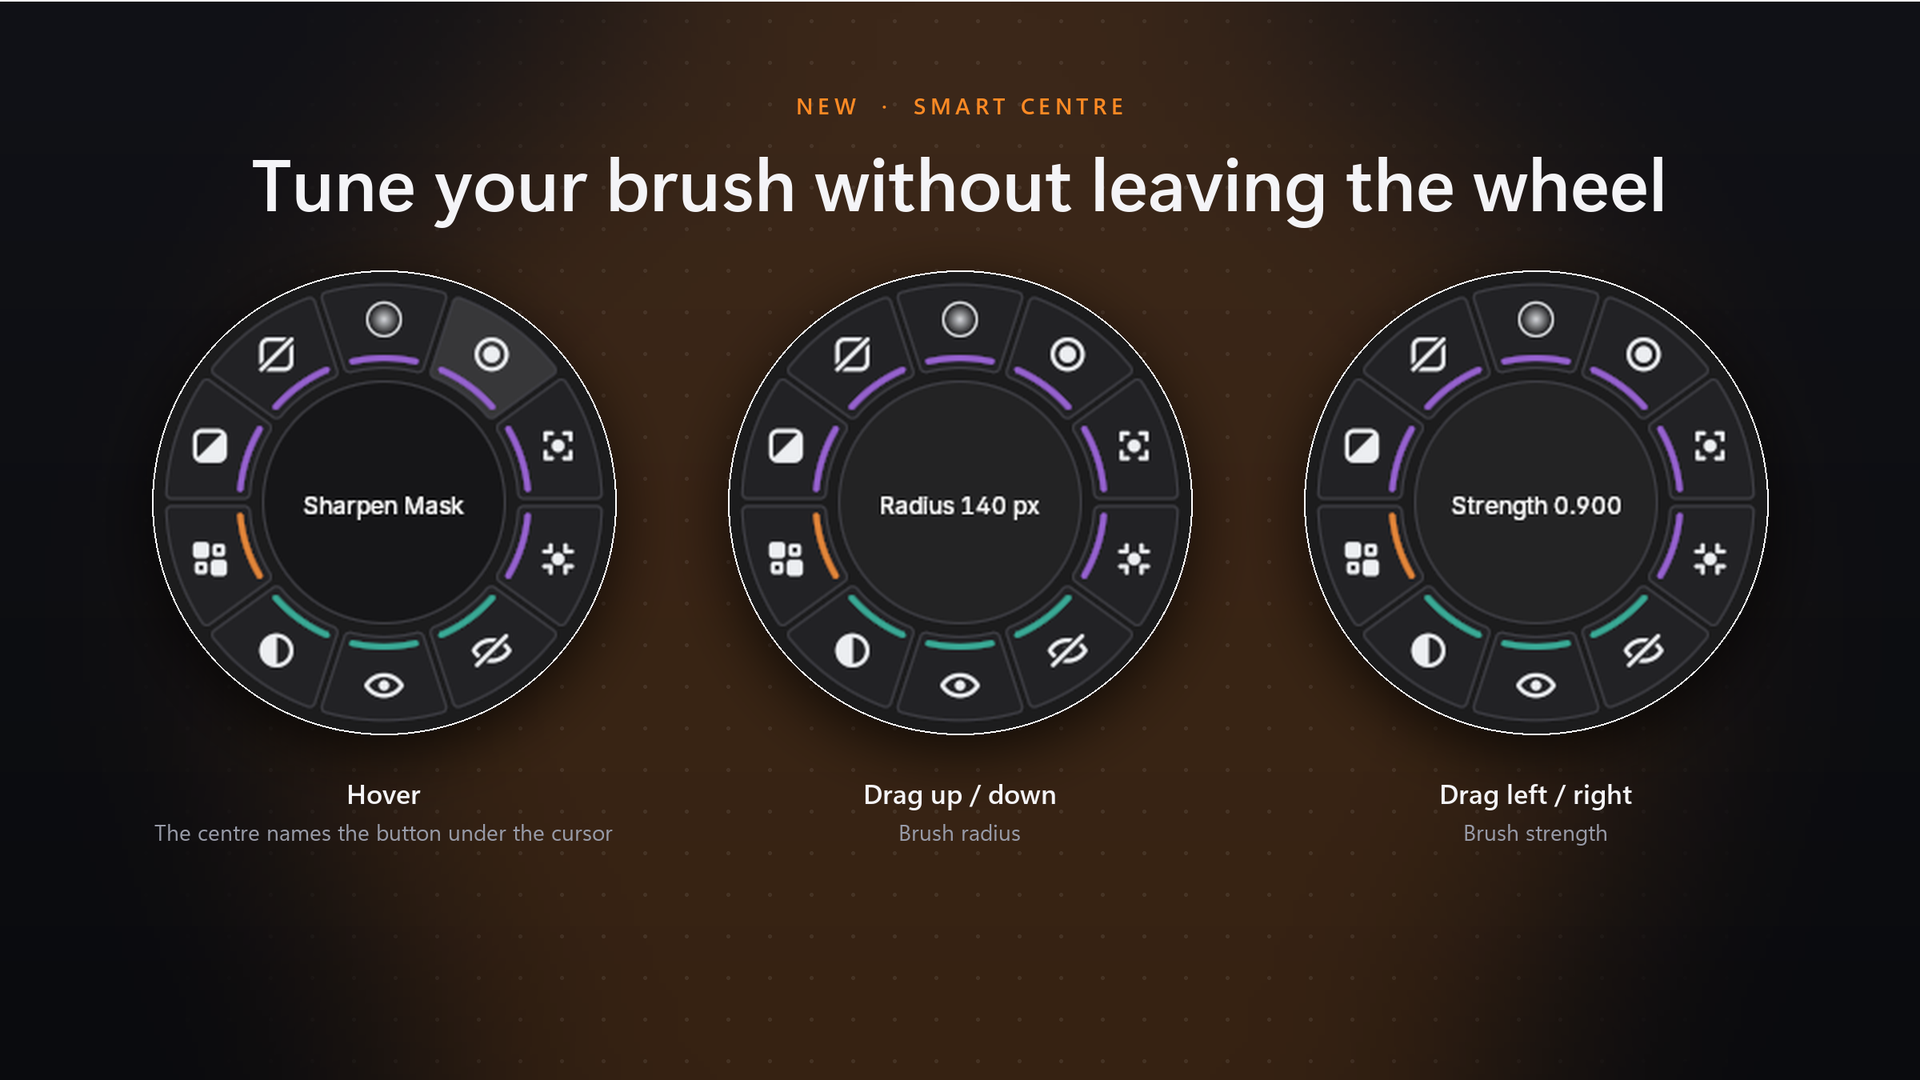 NEW · SMART CENTRE
Tune your brush without leaving the wheel
Sharpen Mask
Radius 140 px
Strength 0.900
Hover
The centre names the button under the cursor
Drag up / down
Brush radius
Drag left / right
Brush strength